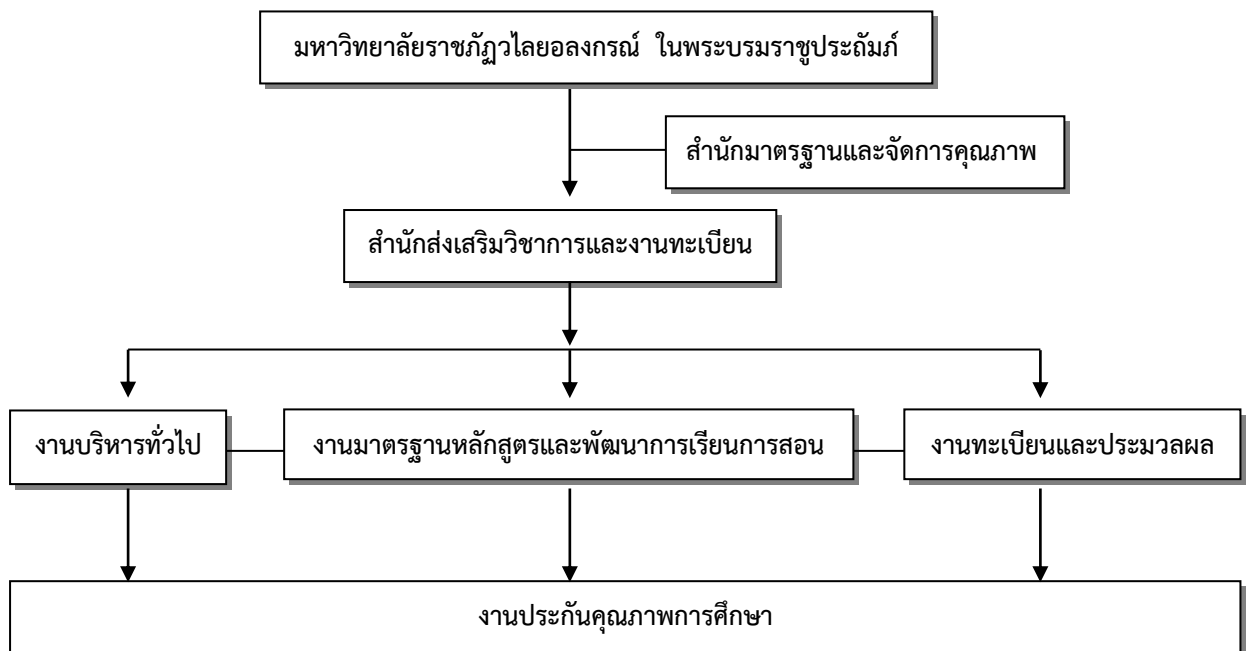 มหาวิทยาลัยราชภัฏวไลยอลงกรณ์ ในพระบรมราชูประถัมภ์
สำนักมาตรฐานและจัดการคุณภาพ
สำนักส่งเสริมวิชาการและงานทะเบียน
งานบริหารทั่วไป
งานมาตรฐานหลักสูตรและพัฒนาการเรียนการสอน
งานทะเบียนและประมวลผล
งานประกันคุณภาพการศึกษา